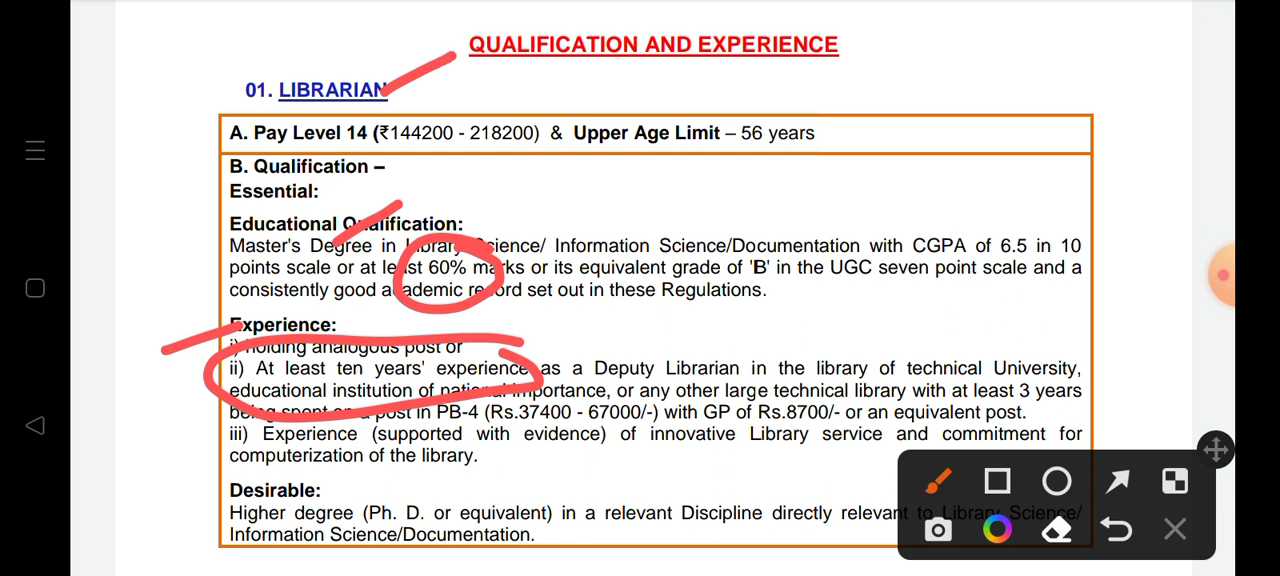 QUALIFICATION AND EXPERIENCE
01. LIBRARIAN
A. Pay Level 14 (₹144200 - 218200) & Upper Age Limit – 56 years
B. Qualification –
Essential:
Educational Qualification:
Master's Degree in Library Science/ Information Science/Documentation with CGPA of 6.5 in 10
points scale or at least 60% marks or its equivalent grade of 'B' in the UGC seven point scale and a
consistently good academic record set out in these Regulations.
Experience:
i) holding analogous post or
ii) At least ten years' experience as a Deputy Librarian in the library of technical University,
educational institution of national importance, or any other large technical library with at least 3 years
being spent on a post in PB-4 (Rs.37400 - 67000/-) with GP of Rs.8700/- or an equivalent post.
iii) Experience (supported with evidence) of innovative Library service and commitment for
computerization of the library.
Desirable:
Higher degree (Ph. D. or equivalent) in a relevant Discipline directly relevant to Library Science/
Information Science/Documentation.